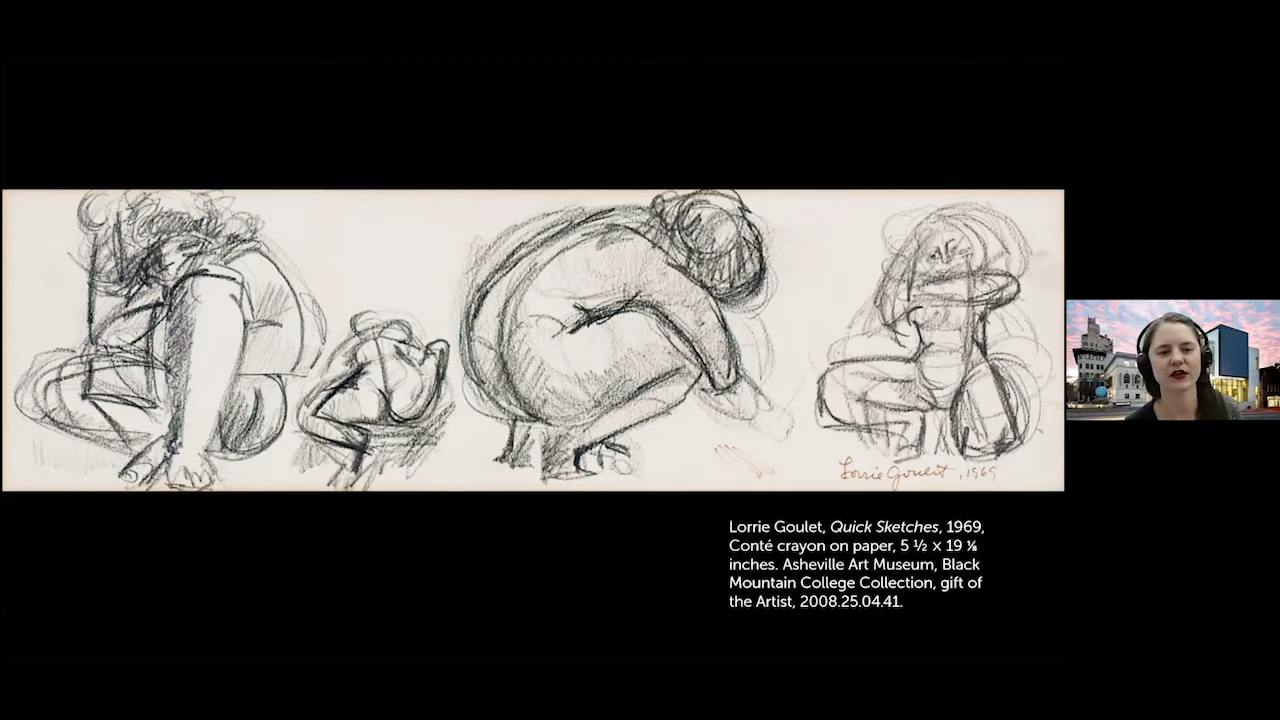 Lorrie Goulet, 1969
Lorrie Goulet, Quick Sketches, 1969,
Conté crayon on paper, 5 ½ × 19 ⅛
inches. Asheville Art Museum, Black
Mountain College Collection, gift of
the Artist, 2008.25.04.41.